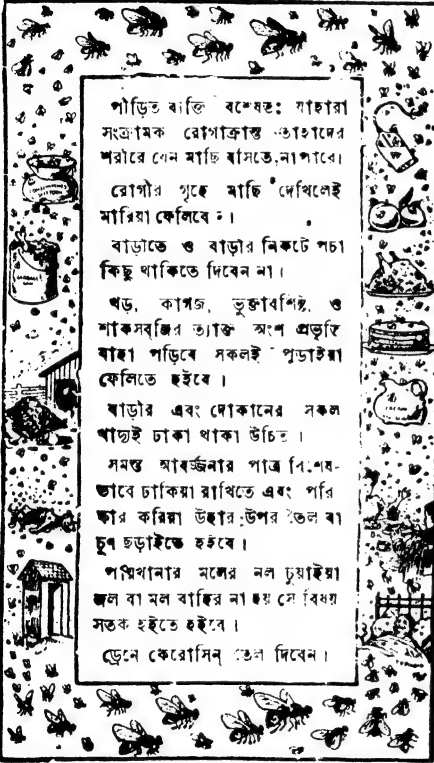 পীড়িত ব্যক্তি বশেষতঃ যাহারা
সংক্রামক রোগাক্রান্ত তাহাদের
শরীরে যেন মাছি বসিতে না পারে।
রোগীর গৃহে মাছি দেখিলেই
মারিয়া ফেলিবেন।
বাড়ীতে ও বাড়ীর নিকটে পচা
কিছু থাকিতে দিবেন না।
খড়, কাগজ, ভুক্তাবশিষ্ট, ও
শাকসবজির ত্যাক্ত অংশ প্রভৃতি
যাহা পড়িবে সকলই পুড়াইয়া
ফেলিতে হইবে।
বাড়ীর এবং দোকানের সকল
খাদ্যই ঢাকা থাকা উচিত।
সমস্ত আবর্জ্জনার পাত্র বিশেষ-
ভাবে ঢাকিয়া রাখিতে এবং পরি
ষ্কার করিয়া উহার উপর তৈল বা
চুণ ছড়াইতে হইবে।
পায়খানার মলের নল চুয়াইয়া
জল বা মল বাহির না হয় সে বিষয়
সতর্ক হইতে হইবে।
ড্রেনে কেরোসিন্ তেল দিবেন।